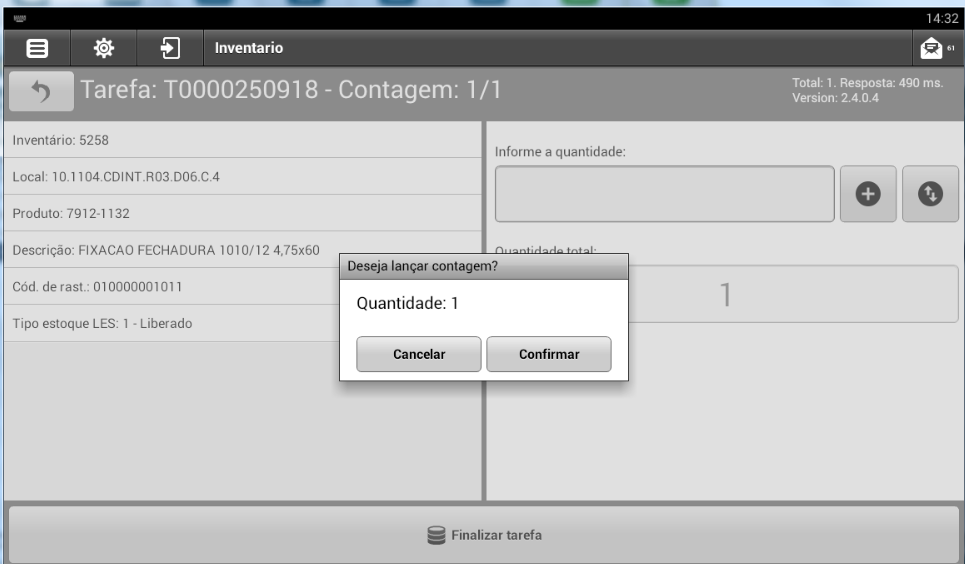 14:32
Inventario
61
Tarefa: T0000250918 - Contagem: 1/1
Total: 1. Resposta: 490 ms.
Version: 2.4.0.4
Inventário: 5258
Local: 10.1104.CDINT.R03.D06.C.4
Produto: 7912-1132
Descrição: FIXACAO FECHADURA 1010/12 4,75x60
Cód. de rast.: 010000001011
Tipo estoque LES: 1 - Liberado
Informe a quantidade:
Quantidade total:
1
Deseja lançar contagem?
Quantidade: 1
Cancelar
Confirmar
Finalizar tarefa